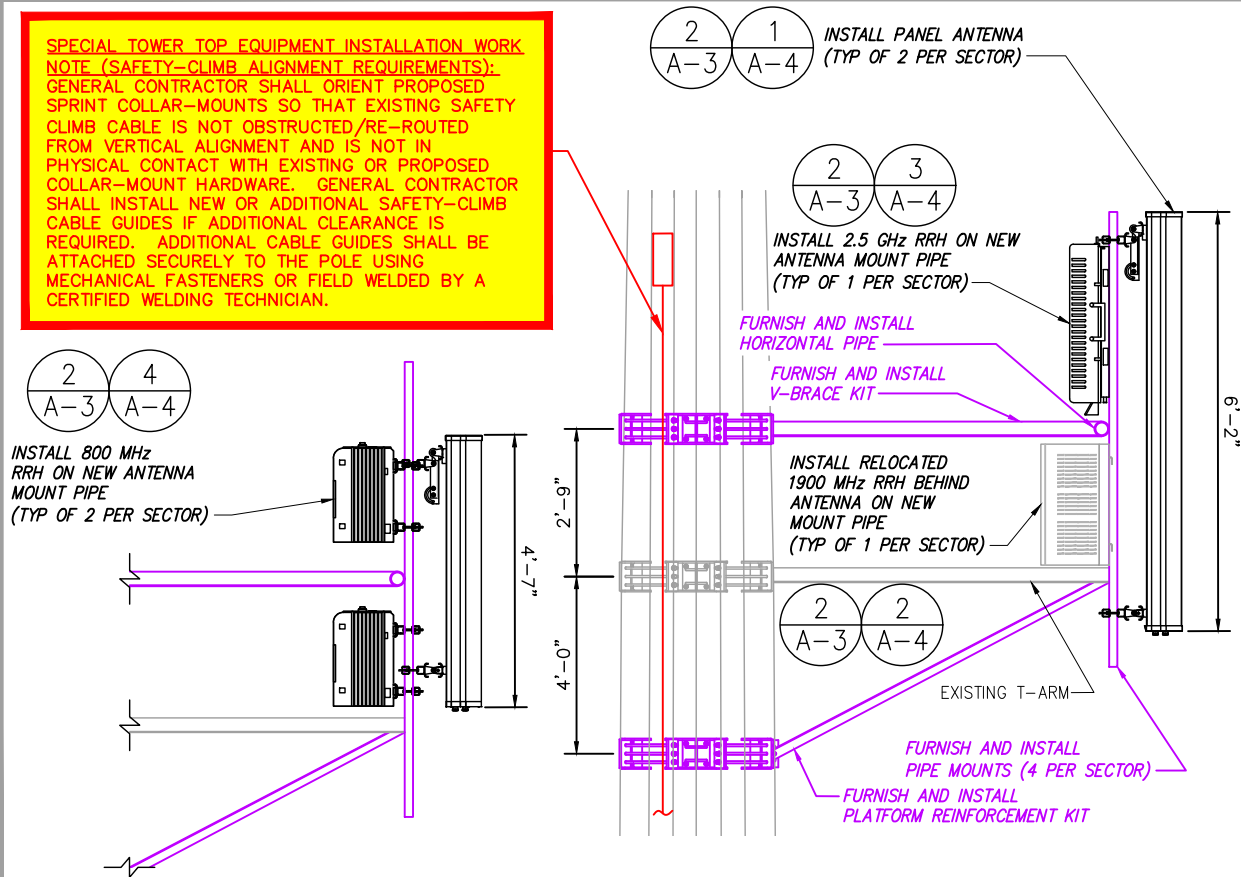 SPECIAL TOWER TOP EQUIPMENT INSTALLATION WORK
NOTE (SAFETY-CLIMB ALIGNMENT REQUIREMENTS):
GENERAL CONTRACTOR SHALL ORIENT PROPOSED
SPRINT COLLAR-MOUNTS SO THAT EXISTING SAFETY
CLIMB CABLE IS NOT OBSTRUCTED/RE-ROUTED
FROM VERTICAL ALIGNMENT AND IS NOT IN
PHYSICAL CONTACT WITH EXISTING OR PROPOSED
COLLAR-MOUNT HARDWARE. GENERAL CONTRACTOR
SHALL INSTALL NEW OR ADDITIONAL SAFETY-CLIMB
CABLE GUIDES IF ADDITIONAL CLEARANCE IS
REQUIRED. ADDITIONAL CABLE GUIDES SHALL BE
ATTACHED SECURELY TO THE POLE USING
MECHANICAL FASTENERS OR FIELD WELDED BY A
CERTIFIED WELDING TECHNICIAN.
2
A-3
1
A-4
INSTALL PANEL ANTENNA
(TYP OF 2 PER SECTOR)
2
A-3
3
A-4
INSTALL 2.5 GHz RRH ON NEW
ANTENNA MOUNT PIPE
(TYP OF 1 PER SECTOR)
FURNISH AND INSTALL
HORIZONTAL PIPE
FURNISH AND INSTALL
V-BRACE KIT
6'-2"
2
A-3
4
A-4
INSTALL 800 MHz
RRH ON NEW ANTENNA
MOUNT PIPE
(TYP OF 2 PER SECTOR)
4'-7"
2'-9"
4'-0"
INSTALL RELOCATED
1900 MHz RRH BEHIND
ANTENNA ON NEW
MOUNT PIPE
(TYP OF 1 PER SECTOR)
2
A-3
2
A-4
EXISTING T-ARM
FURNISH AND INSTALL
PIPE MOUNTS (4 PER SECTOR)
FURNISH AND INSTALL
PLATFORM REINFORCEMENT KIT